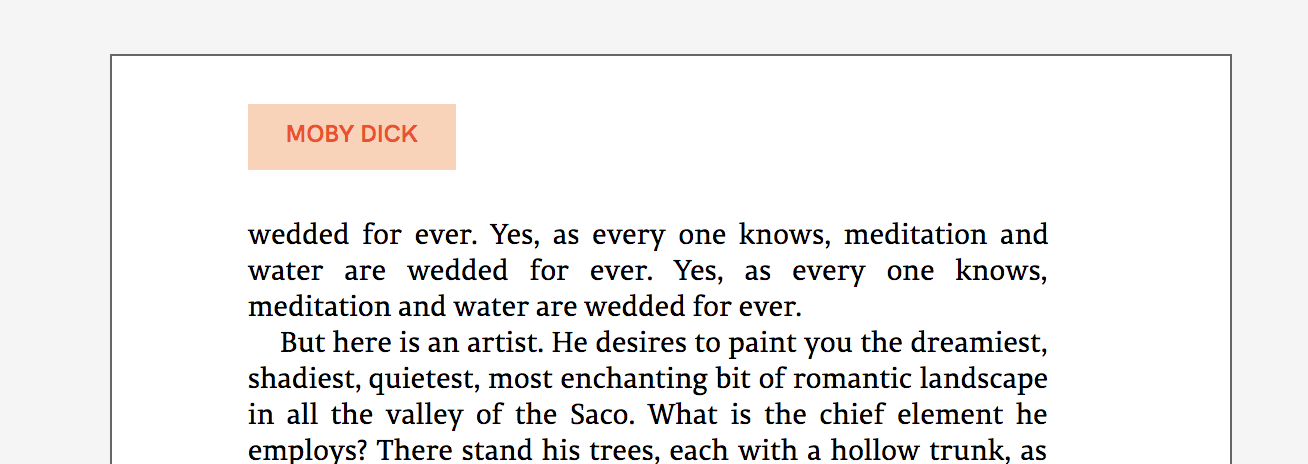 MOBY DICK
wedded for ever. Yes, as every one knows, meditation and
water are wedded for ever. Yes, as every one knows,
meditation and water are wedded for ever.
But here is an artist. He desires to paint you the dreamiest,
shadiest, quietest, most enchanting bit of romantic landscape
in all the valley of the Saco. What is the chief element he
employs? There stand his trees, each with a hollow trunk, as